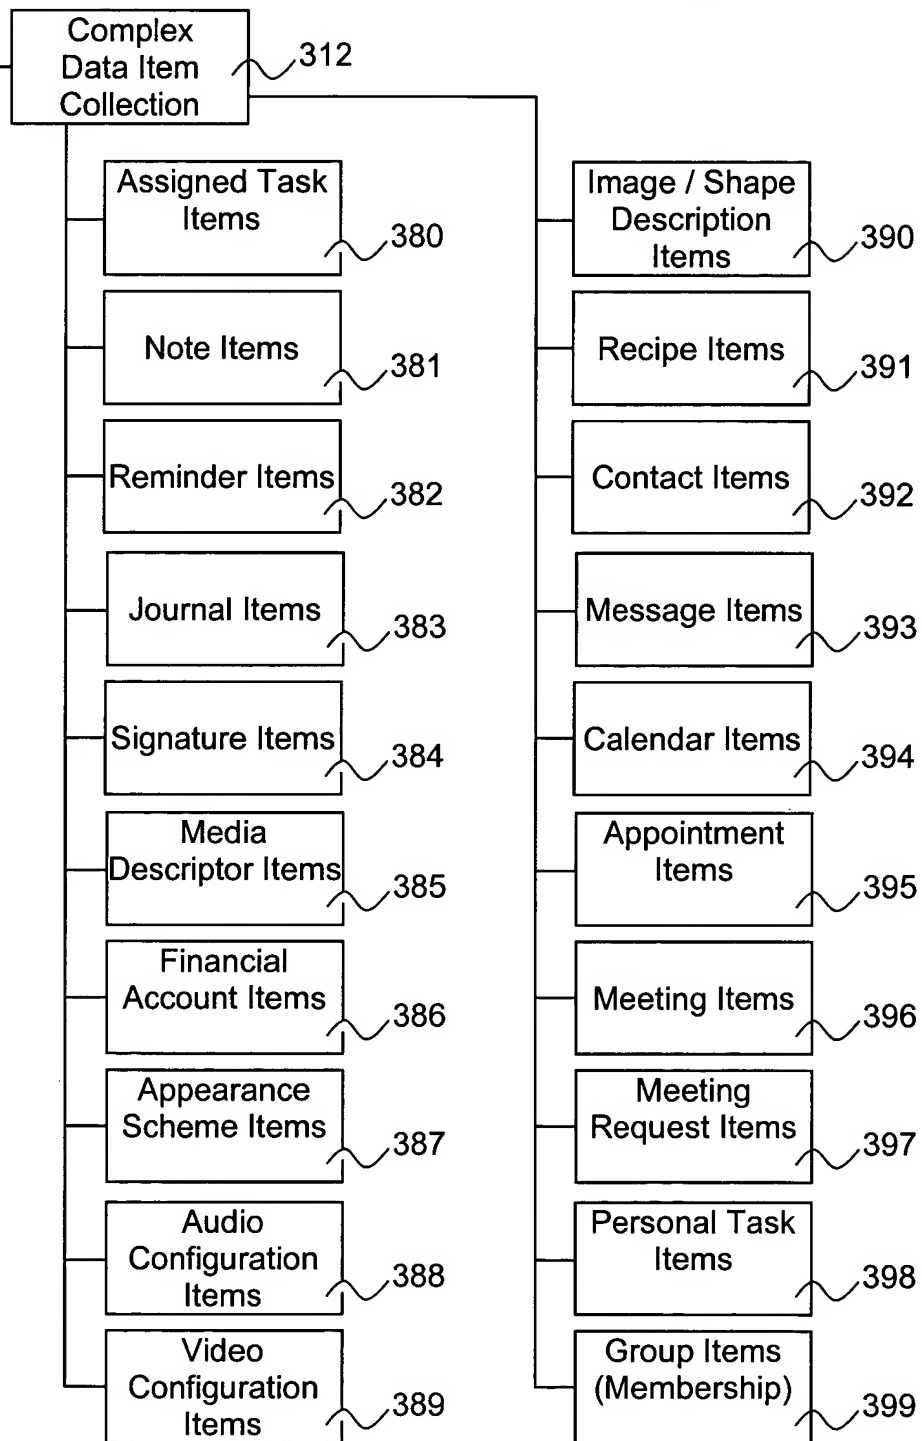 Complex
Data Item
Collection
312
Assigned Task
Items
380
Note Items
381
Reminder Items
382
Journal Items
383
Signature Items
384
Media
Descriptor Items
385
Financial
Account Items
386
Appearance
Scheme Items
387
Audio
Configuration
Items
388
Video
Configuration
Items
389
Image / Shape
Description
Items
390
Recipe Items
391
Contact Items
392
Message Items
393
Calendar Items
394
Appointment
Items
395
Meeting Items
396
Meeting
Request Items
397
Personal Task
Items
398
Group Items
(Membership)
399